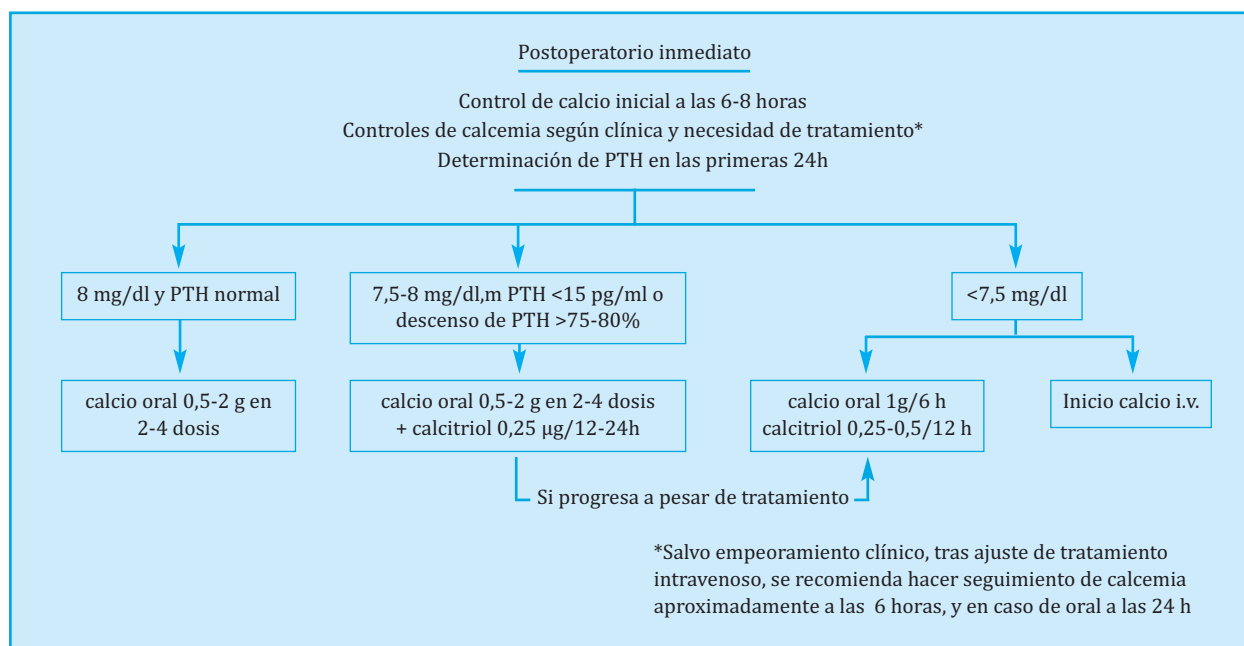 Postoperatorio inmediato
Control de calcio inicial a las 6-8 horas
Controles de calcemia según clínica y necesidad de tratamiento*
Determinación de PTH en las primeras 24h
8 mg/dl y PTH normal
7,5-8 mg/dl,m PTH <15 pg/ml o
descenso de PTH >75-80%
<7,5 mg/dl
calcio oral 0,5-2 g en
2-4 dosis
calcio oral 0,5-2 g en 2-4 dosis
+ calcitriol 0,25 µg/12-24h
calcio oral 1g/6 h
calcitriol 0,25-0,5/12 h
Inicio calcio i.v.
Si progresa a pesar de tratamiento
*Salvo empeoramiento clínico, tras ajuste de tratamiento
intravenoso, se recomienda hacer seguimiento de calcemia
aproximadamente a las 6 horas, y en caso de oral a las 24 h